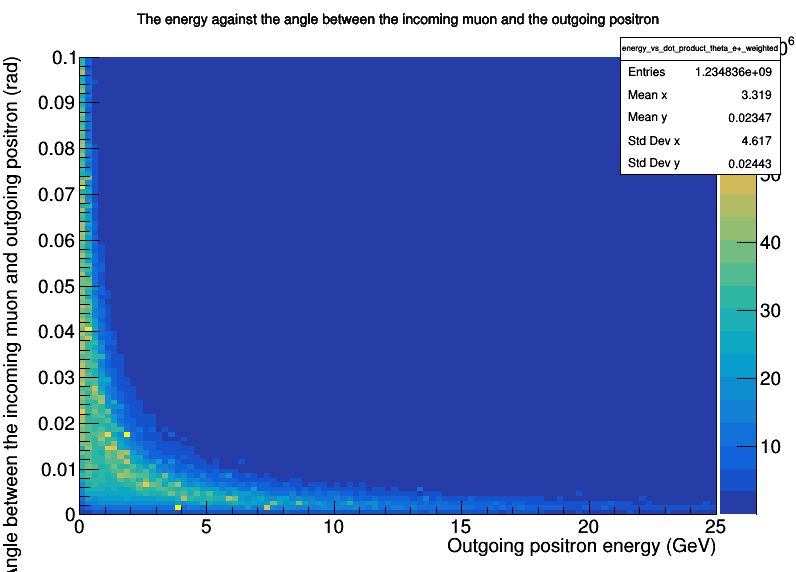 The energy against the angle between the incoming muon and the outgoing positron
energy_vs_dot_product_theta_e+_weighted
Entries 1.234836e+09
Mean x 3.319
Mean y 0.02347
Std Dev x 4.617
Std Dev y 0.02443
Angle between the incoming muon and outgoing positron (rad)
0.1
0.09
0.08
0.07
0.06
0.05
0.04
0.03
0.02
0.01
0
0 5 10 15 20 25
Outgoing positron energy (GeV)
50
40
30
20
10